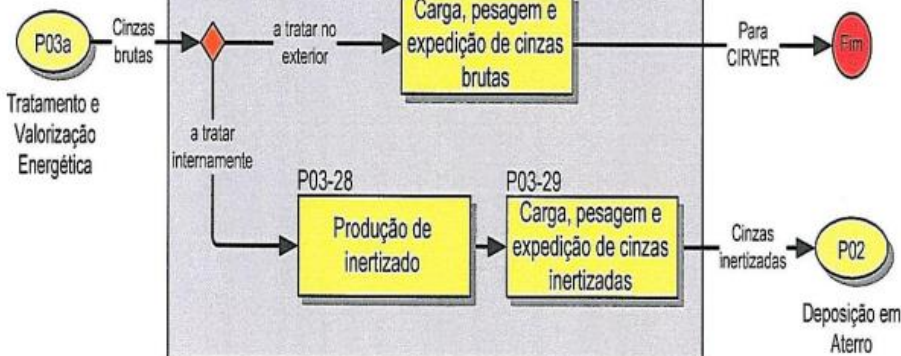 Carga, pesagem e
expedição de cinzas
brutas
P03a
Cinzas
brutas
a tratar no
exterior
Para
CIRVER
Fim
Tratamento e
Valorização
Energética
a tratar
internamente
P03-28
Produção de
inertizado
P03-29
Carga, pesagem e
expedição de cinzas
inertizadas
Cinzas
inertizadas
P02
Deposição em
Aterro